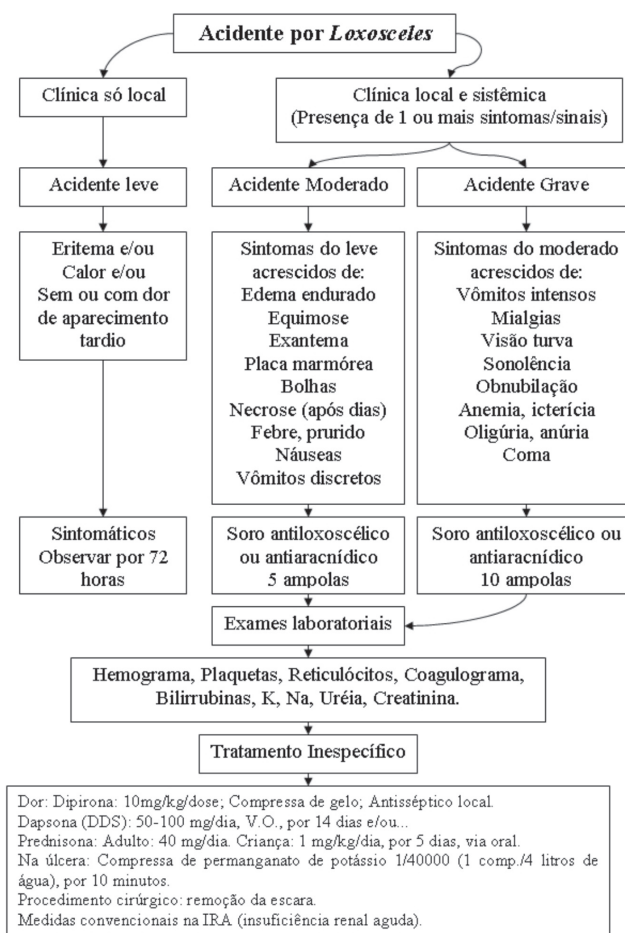 Acidente por Loxosceles
Clínica só local
Clínica local e sistêmica
(Presença de 1 ou mais sintomas/sinais)
Acidente leve
Acidente Moderado
Acidente Grave
Eritema e/ou
Calor e/ou
Sem ou com dor
de aparecimento
tardio
Sintomas do leve
acrescidos de:
Edema endurado
Equimose
Exantema
Placa marmórea
Bolhas
Necrose (após dias)
Febre, prurido
Náuseas
Vômitos discretos
Sintomas do moderado
acrescidos de:
Vômitos intensos
Mialgias
Visão turva
Sonolência
Obnubilação
Anemia, icterícia
Oligúria, anúria
Coma
Sintomáticos
Observar por 72
horas
Soro antiloxoscélico
ou antiaracnídico
5 ampolas
Soro antiloxoscélico ou
antiaracnídico
10 ampolas
Exames laboratoriais
Hemograma, Plaquetas, Reticulócitos, Coagulograma,
Bilirrubinas, K, Na, Uréia, Creatinina.
Tratamento Inespecífico
Dor: Dipirona: 10mg/kg/dose; Compressa de gelo; Antisséptico local.
Dapsona (DDS): 50-100 mg/dia, V.O., por 14 dias e/ou...
Prednisona: Adulto: 40 mg/dia. Criança: 1 mg/kg/dia, por 5 dias, via oral.
Na úlcera: Compressa de permanganato de potássio 1/40000 (1 comp./4 litros de
água), por 10 minutos.
Procedimento cirúrgico: remoção da escara.
Medidas convencionais na IRA (insuficiência renal aguda).